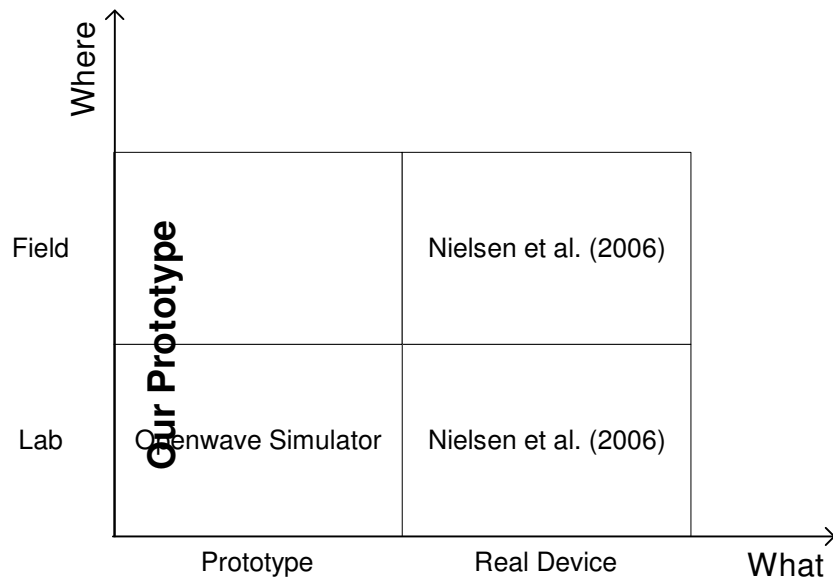 Where
Field
Our Prototype
Nielsen et al. (2006)
Lab
Openwave Simulator
Nielsen et al. (2006)
Prototype
Real Device
What